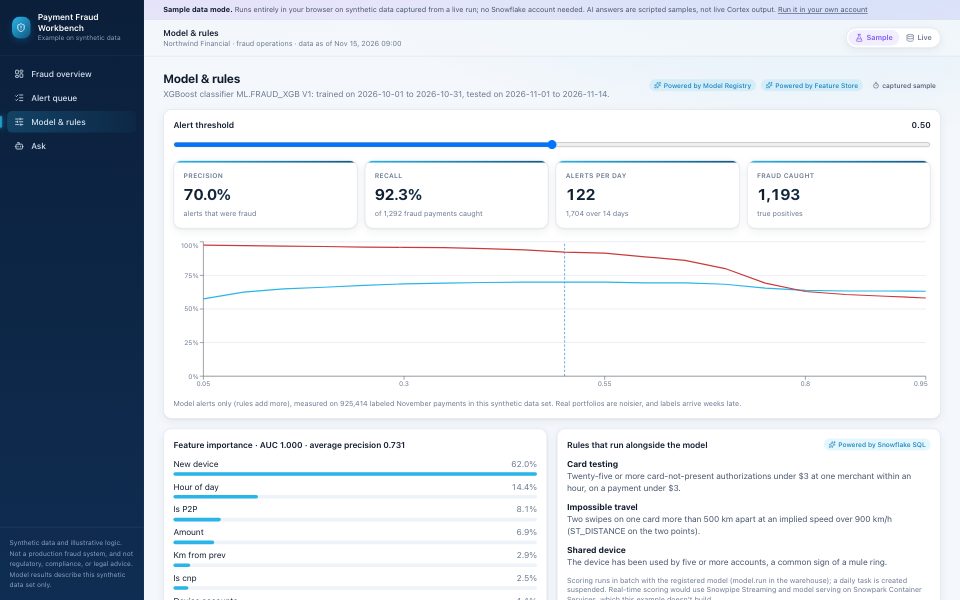 Payment Fraud
Workbench
Example on synthetic data
Fraud overview
Alert queue
Model & rules
Ask
Synthetic data and illustrative logic.
Not a production fraud system, and not
regulatory, compliance, or legal advice.
Model results describe this synthetic
data set only.
Sample data mode. Runs entirely in your browser on synthetic data captured from a live run; no Snowflake account needed. AI answers are scripted samples, not live Cortex output. Run it in your own account
Model & rules
Northwind Financial · fraud operations · data as of Nov 15, 2026 09:00
Sample
Live
Model & rules
XGBoost classifier ML.FRAUD_XGB V1: trained on 2026-10-01 to 2026-10-31, tested on 2026-11-01 to 2026-11-14.
Powered by Model Registry
Powered by Feature Store
captured sample
Alert threshold
0.50
PRECISION
70.0%
alerts that were fraud
RECALL
92.3%
of 1,292 fraud payments caught
ALERTS PER DAY
122
1,704 over 14 days
FRAUD CAUGHT
1,193
true positives
100%
75%
50%
25%
0%
0.05
0.3
0.55
0.8
0.95
Model alerts only (rules add more), measured on 925,414 labeled November payments in this synthetic data set. Real portfolios are noisier, and labels arrive weeks late.
Feature importance · AUC 1.000 · average precision 0.731
New device
62.0%
Hour of day
14.4%
Is P2P
8.1%
Amount
6.9%
Km from prev
2.9%
Is cnp
2.5%
Rules that run alongside the model
Powered by Snowflake SQL
Card testing
Twenty-five or more card-not-present authorizations under $3 at one merchant within an
hour, on a payment under $3.
Impossible travel
Two swipes on one card more than 500 km apart at an implied speed over 900 km/h
(ST_DISTANCE on the two points).
Shared device
The device has been used by five or more accounts, a common sign of a mule ring.
Scoring runs in batch with the registered model (model.run in the warehouse); a daily task is created
suspended. Real-time scoring would use Snowpipe Streaming and model serving on Snowpark Container